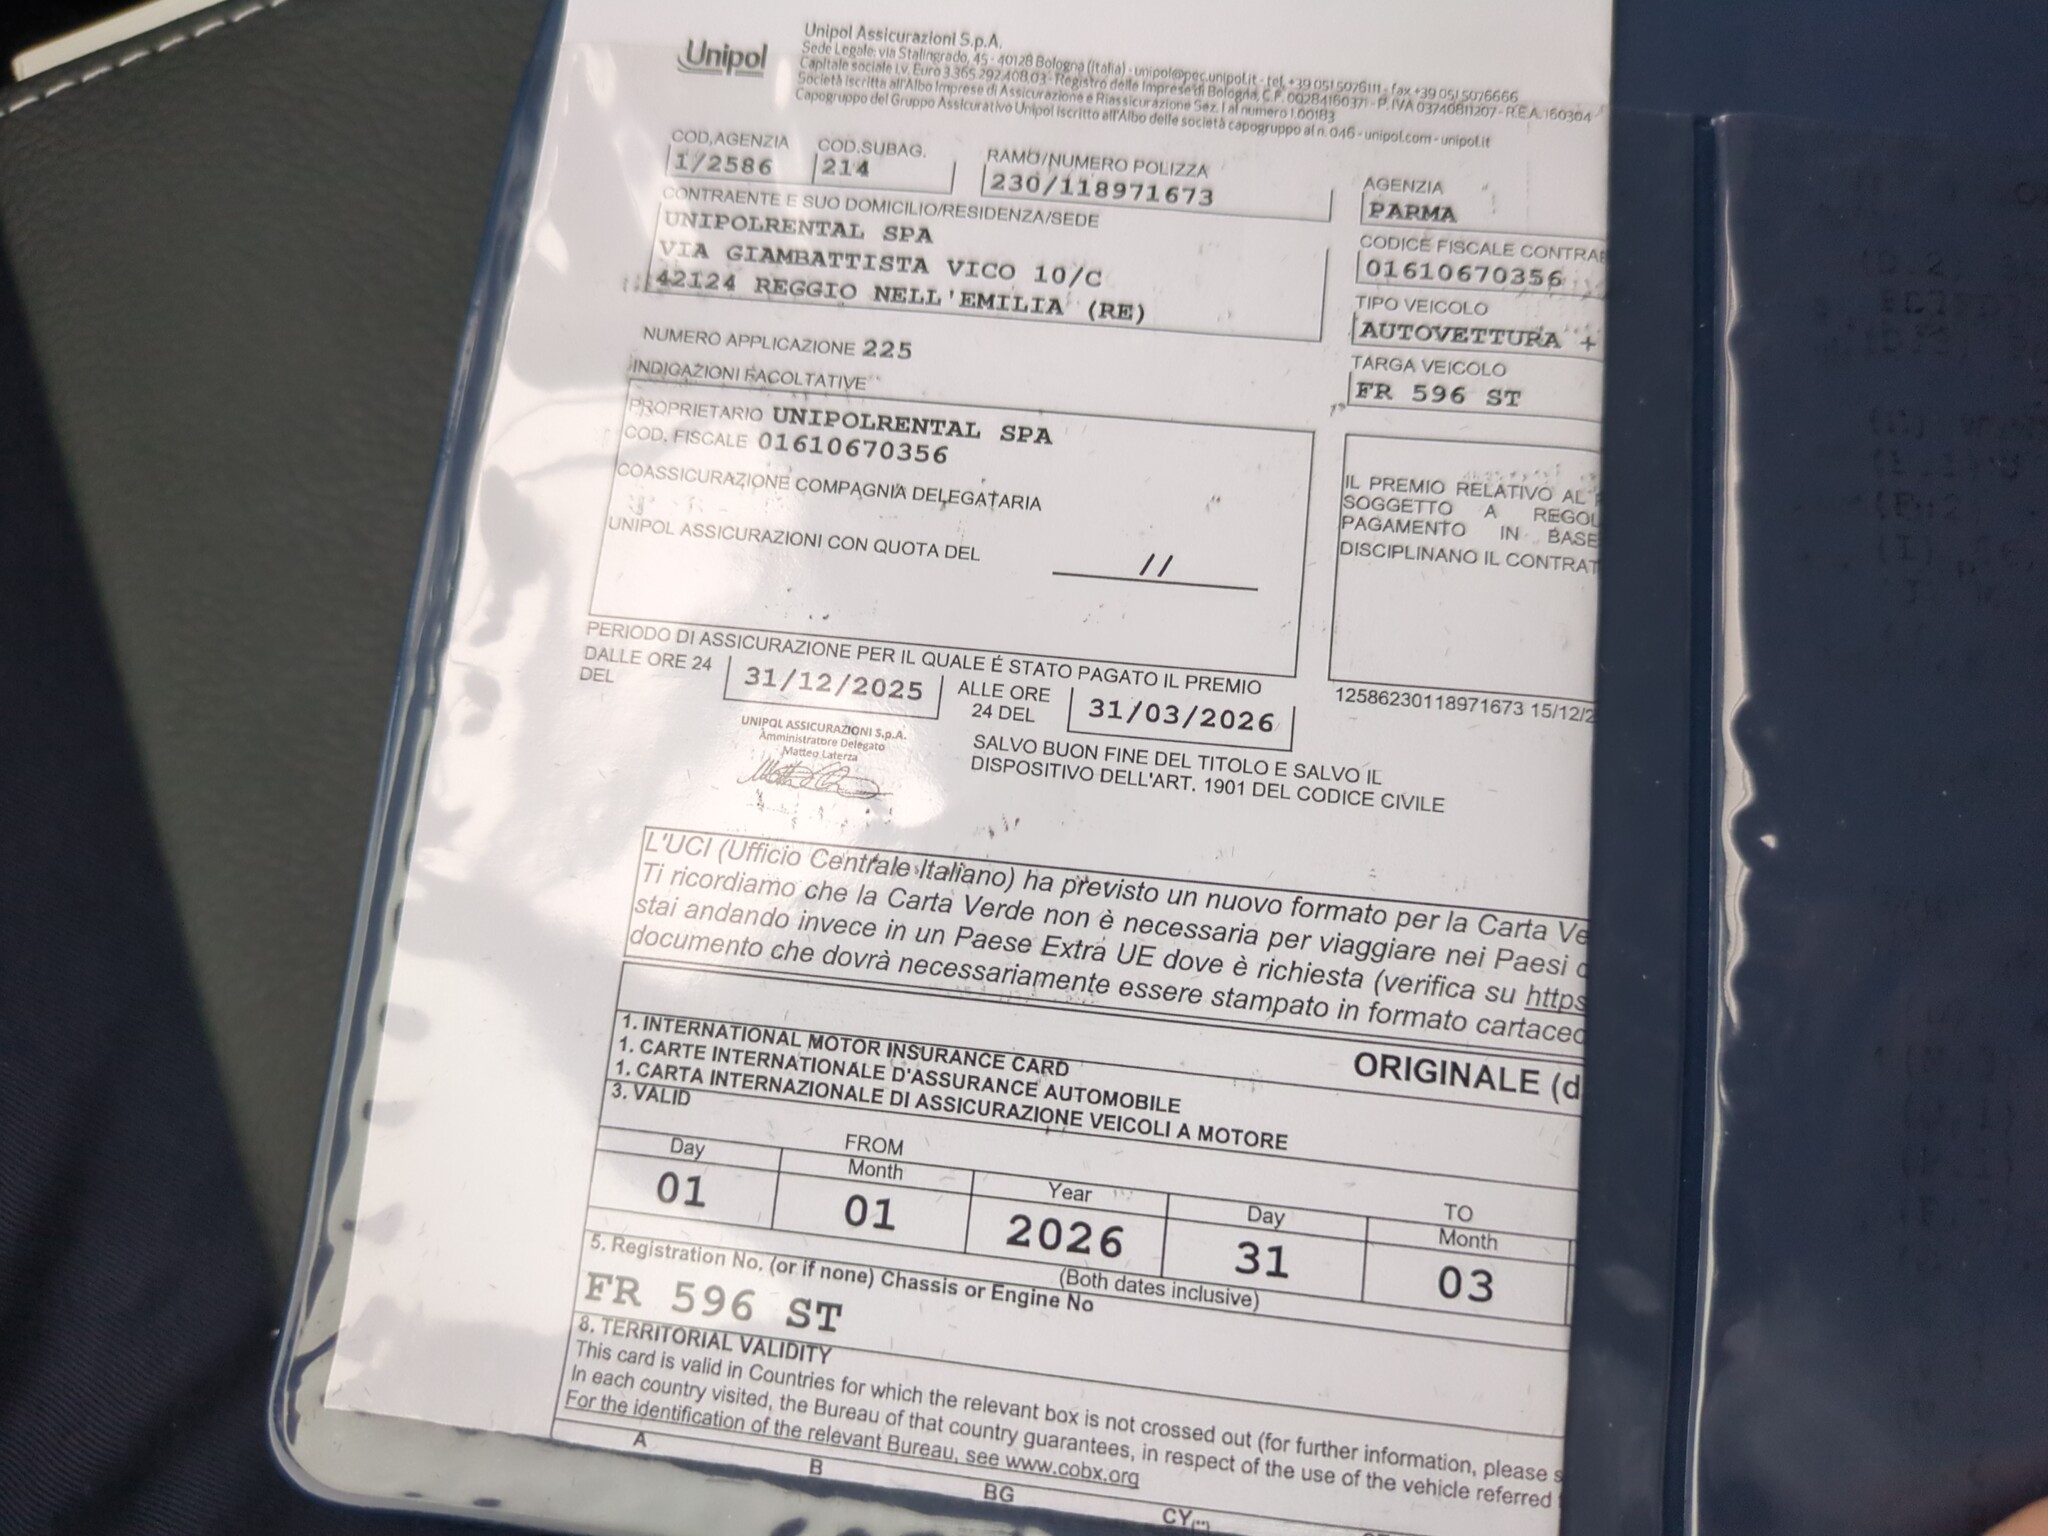 Unipol
Unipol Assicurazioni S.p.A.
Sede Legale: via Stalingrado, 45 - 40128 Bologna (Italia) - unipol@pec.unipol.it - tel. +39 051 5076111 - fax +39 051 5076666
Capitale sociale i.v. Euro 3.365.292.408,03 - Registro delle Imprese di Bologna, C.F. 00284160371 - P. IVA 03740811207 - R.E.A. 160304
Società iscritta all'Albo Imprese di Assicurazione e Riassicurazione Sez. I al numero 1.00183
Capogruppo del Gruppo Assicurativo Unipol iscritto all'Albo delle società capogruppo al n. 046 - unipol.com - unipol.it
COD.AGENZIA COD.SUBAG. RAMO/NUMERO POLIZZA AGENZIA
1/2586 214 230/118971673 PARMA
CONTRAENTE E SUO DOMICILIO/RESIDENZA/SEDE
UNIPOLRENTAL SPA
VIA GIAMBATTISTA VICO 10/C
42124 REGGIO NELL'EMILIA (RE)
CODICE FISCALE CONTRAE
01610670356
TIPO VEICOLO
AUTOVETTURA +
TARGA VEICOLO
FR 596 ST
NUMERO APPLICAZIONE 225
INDICAZIONI FACOLTATIVE
PROPRIETARIO UNIPOLRENTAL SPA
COD. FISCALE 01610670356
COASSICURAZIONE COMPAGNIA DELEGATARIA
UNIPOL ASSICURAZIONI CON QUOTA DEL //
IL PREMIO RELATIVO AL
SOGGETTO A REGOL
PAGAMENTO IN BASE
DISCIPLINANO IL CONTRAT
PERIODO DI ASSICURAZIONE PER IL QUALE É STATO PAGATO IL PREMIO
DALLE ORE 24 DEL 31/12/2025 ALLE ORE 24 DEL 31/03/2026
12586230118971673 15/12/2
UNIPOL ASSICURAZIONI S.p.A.
Amministratore Delegato
Matteo Laterza
SALVO BUON FINE DEL TITOLO E SALVO IL
DISPOSITIVO DELL'ART. 1901 DEL CODICE CIVILE
L'UCI (Ufficio Centrale Italiano) ha previsto un nuovo formato per la Carta Ve
Ti ricordiamo che la Carta Verde non è necessaria per viaggiare nei Paesi
stai andando invece in un Paese Extra UE dove è richiesta (verifica su https
documento che dovrà necessariamente essere stampato in formato cartaceo
1. INTERNATIONAL MOTOR INSURANCE CARD
1. CARTE INTERNATIONALE D'ASSURANCE AUTOMOBILE
1. CARTA INTERNAZIONALE DI ASSICURAZIONE VEICOLI A MOTORE
ORIGINALE (d
3. VALID
FROM TO
Day Month Year Day Month
01 01 2026 31 03
(Both dates inclusive)
5. Registration No. (or if none) Chassis or Engine No
FR 596 ST
8. TERRITORIAL VALIDITY
This card is valid in Countries for which the relevant box is not crossed out (for further information, please s
In each country visited, the Bureau of that country guarantees, in respect of the use of the vehicle referred
For the identification of the relevant Bureau, see www.cobx.org
A B BG CY